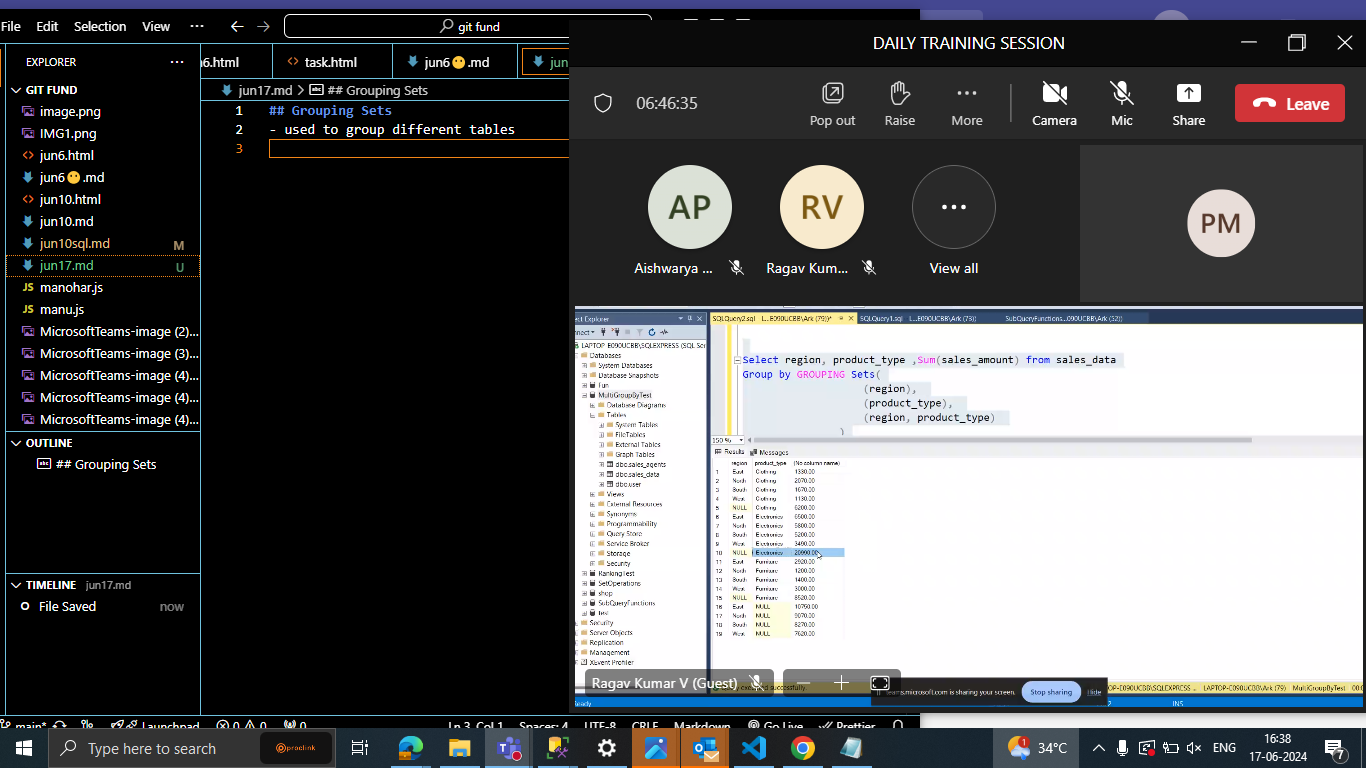 File Edit Selection View ··· git fund
EXPLORER ···
GIT FUND
image.png
IMG1.png
jun6.html
jun6😶.md
jun10.html
jun10.md
jun10sql.md M
jun17.md U
manohar.js
manu.js
MicrosoftTeams-image (2)...
MicrosoftTeams-image (3)...
MicrosoftTeams-image (4)...
MicrosoftTeams-image (4)...
MicrosoftTeams-image (4)...
OUTLINE
## Grouping Sets
TIMELINE jun17.md
File Saved now
task.html jun6😶.md jun
jun17.md > ## Grouping Sets
1 ## Grouping Sets
2 - used to group different tables
3
DAILY TRAINING SESSION
06:46:35
Pop out Raise More Camera Mic Share Leave
AP RV ··· PM
Aishwarya ... Ragav Kum... View all
SQLQuery2.sql L...E090UCBB\Ark (79))* SQLQuery1.sql L...E090UCBB\Ark (73)) SubQueryFunctions...090UCBB\Ark (52))
LAPTOP-E090UCBB\SQLEXPRESS (SQL Ser
Databases
System Databases
Database Snapshots
Fun
MultiGroupByTest
Database Diagrams
Tables
System Tables
FileTables
External Tables
Graph Tables
dbo.sales_agents
dbo.sales_data
dbo.user
Views
External Resources
Synonyms
Programmability
Query Store
Service Broker
Storage
Security
RankingTest
SetOperations
shop
SubQueryFunctions
test
Security
Server Objects
Replication
Management
XEvent Profiler
Select region, product_type ,Sum(sales_amount) from sales_data
Group by GROUPING Sets(
(region),
(product_type),
(region, product_type)
)
150 %
Results Messages
region product_type (No column name)
1 East Clothing 1330.00
2 North Clothing 2070.00
3 South Clothing 1670.00
4 West Clothing 1130.00
5 NULL Clothing 6200.00
6 East Electronics 6500.00
7 North Electronics 5800.00
8 South Electronics 5200.00
9 West Electronics 3490.00
10 NULL Electronics 20990.00
11 East Furniture 2920.00
12 North Furniture 1200.00
13 South Furniture 1400.00
14 West Furniture 3000.00
15 NULL Furniture 8520.00
16 East NULL 10750.00
17 North NULL 9070.00
18 South NULL 8270.00
19 West NULL 7620.00
Ragav Kumar V (Guest)
teams.microsoft.com is sharing your screen. Stop sharing Hide
LAPTOP-E090UCBB\Ark (79) MultiGroupByTest
Ready INS
main* Launchpad 0 0 0 Ln 3, Col 1 Spaces: 4 UTF-8 CRLF Markdown Go Live Prettier
Type here to search proclink
1 34°C ENG 16:38
17-06-2024 7